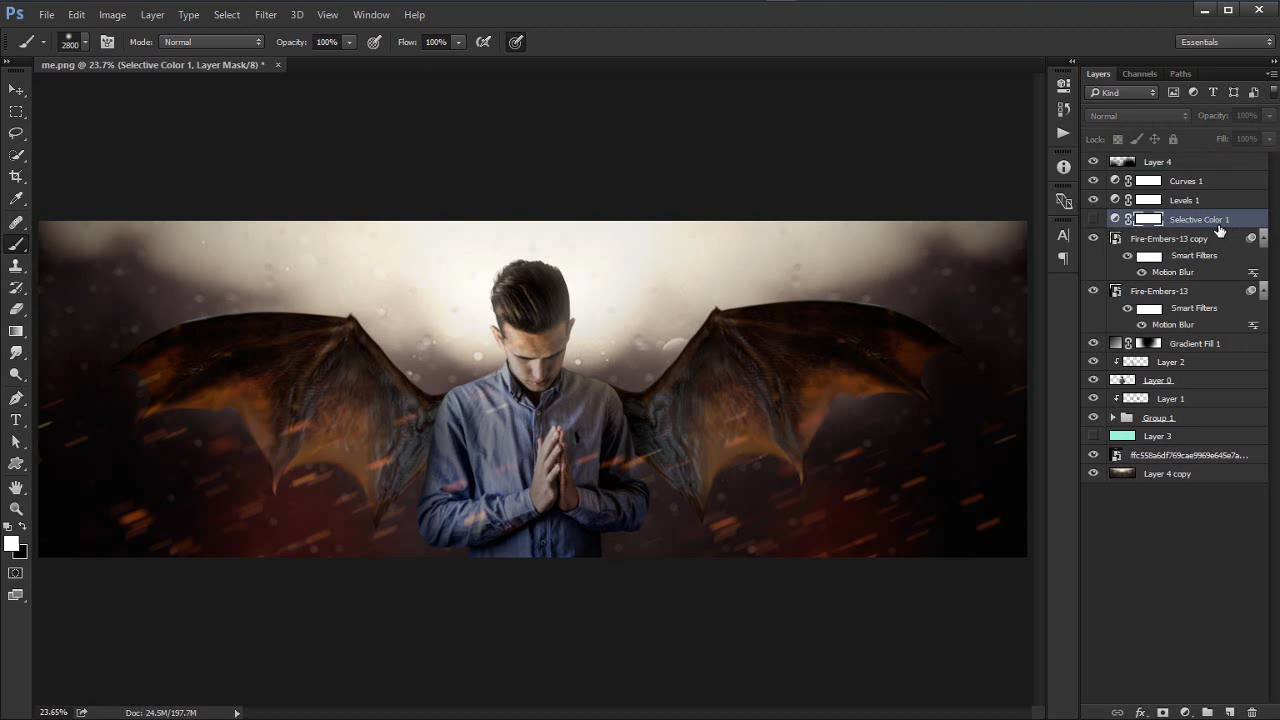 Ps File Edit Image Layer Type Select Filter 3D View Window Help
2800 Mode: Normal Opacity: 100% Flow: 100% Essentials
me.png @ 23.7% (Selective Color 1, Layer Mask/8) * ×
Layers Channels Paths
Kind
Normal Opacity: 100%
Lock: Fill: 100%
Layer 4
Curves 1
Levels 1
Selective Color 1
Fire-Embers-13 copy
Smart Filters
Motion Blur
Fire-Embers-13
Smart Filters
Motion Blur
Gradient Fill 1
Layer 2
Layer 0
Layer 1
Group 1
Layer 3
ffc558a6df769cae9969e645e7a...
Layer 4 copy
23.65% Doc: 24.5M/197.7M